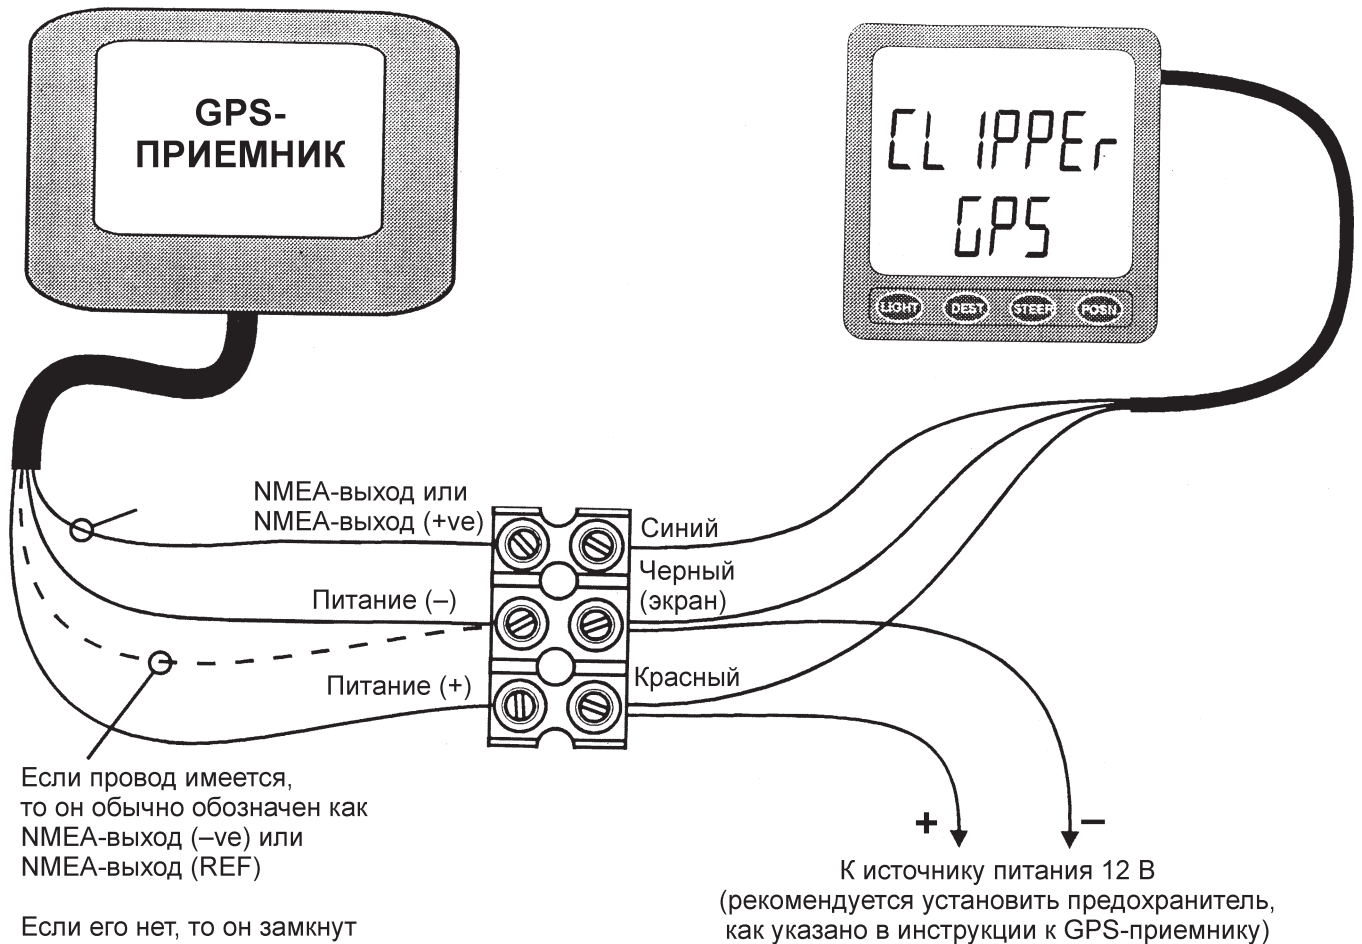 GPS-
ПРИЕМНИК
CLIPPEr
GPS
LIGHT DEST STEER POSN
NMEA-выход или
NMEA-выход (+ve)
Синий
Черный
(экран)
Питание (–)
Красный
Питание (+)
Если провод имеется,
то он обычно обозначен как
NMEA-выход (–ve) или
NMEA-выход (REF)
Если его нет, то он замкнут
+ –
К источнику питания 12 В
(рекомендуется установить предохранитель,
как указано в инструкции к GPS-приемнику)